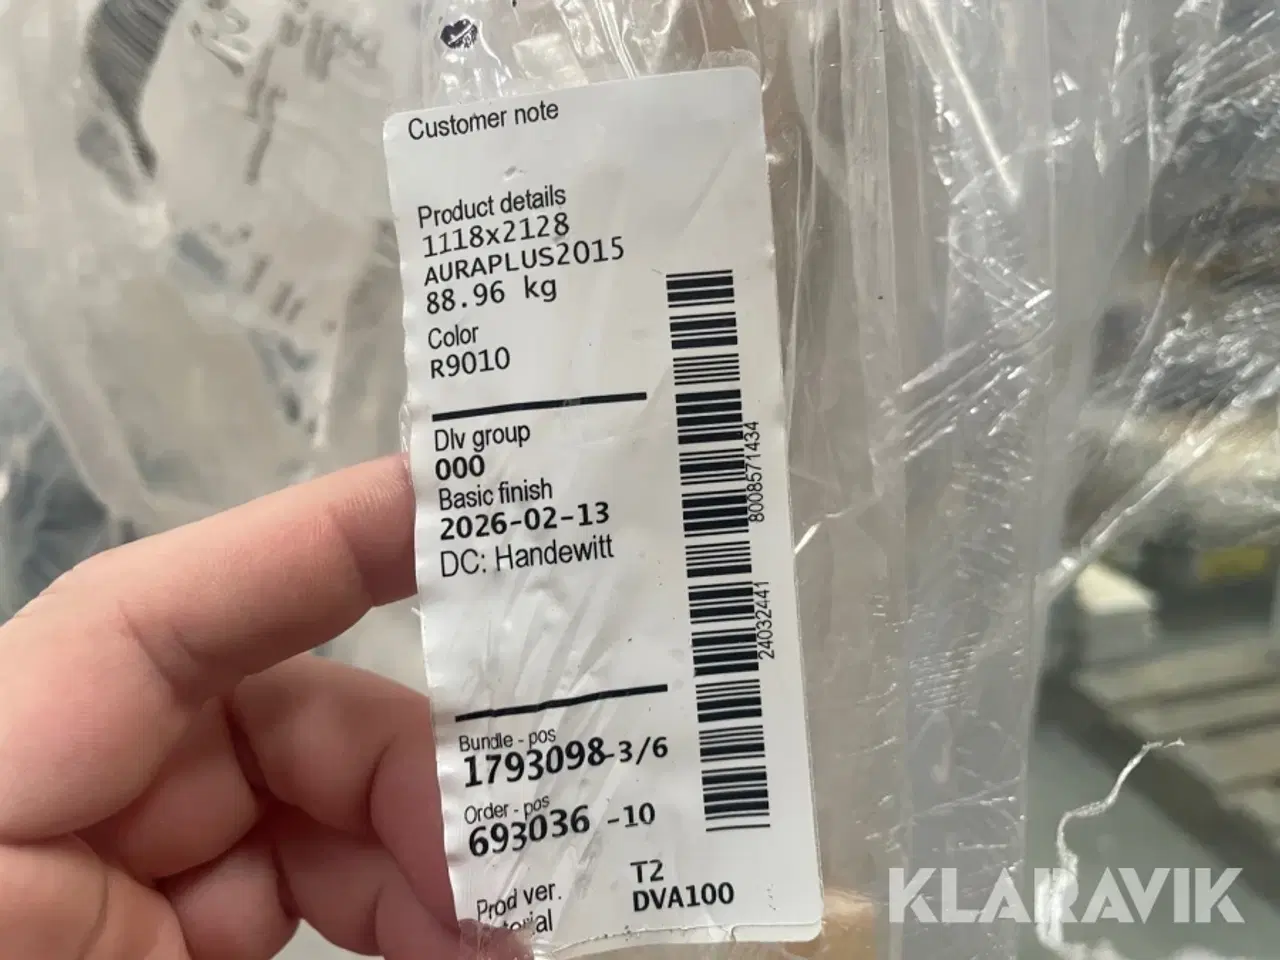 Customer note
Product details
1118x2128
AURAPLUS2015
88.96 kg
Color
R9010
Dlv group
000
Basic finish
2026-02-13
DC: Handewitt
Bundle - pos
1793098-3/6
Order - pos
693036 -10
Prod ver.
T2
DVA100
8008571434
24032441
KLARAVIK